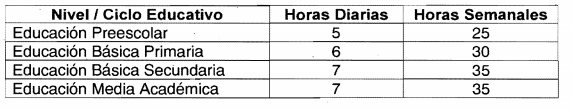 Nivel / Ciclo Educativo Horas Diarias Horas Semanales
Educación Preescolar 5 25
Educación Básica Primaria 6 30
Educación Básica Secundaria 7 35
Educación Media Académica 7 35